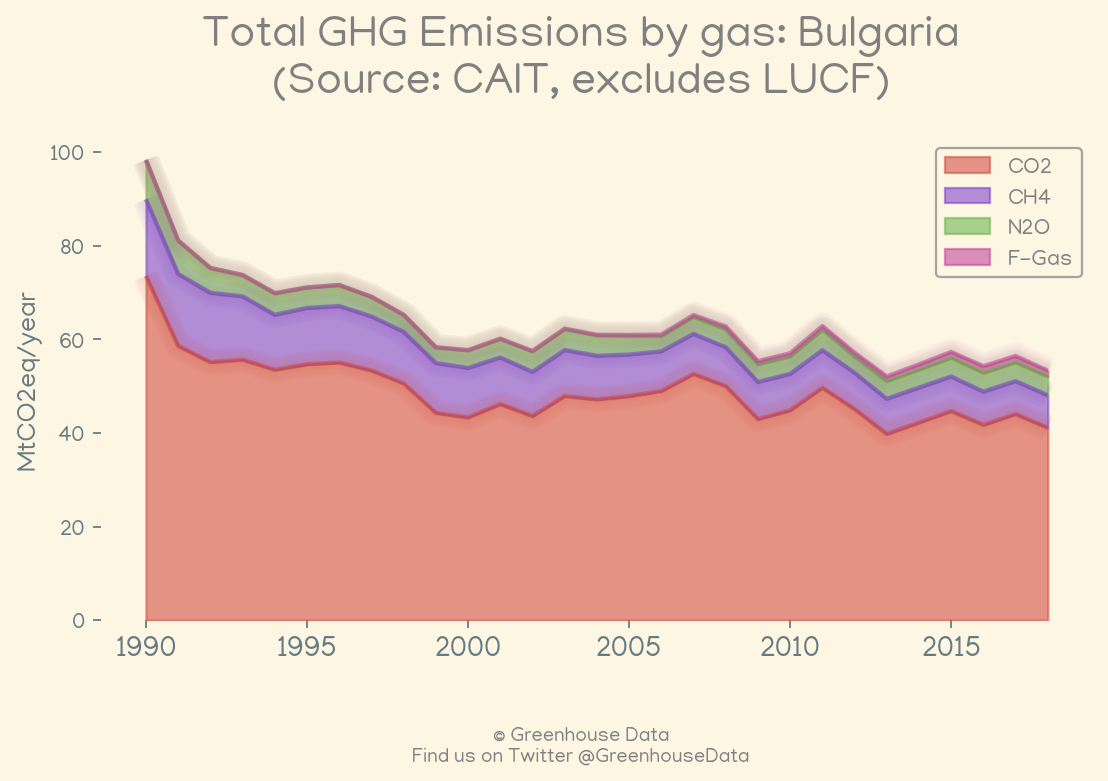 Total GHG Emissions by gas: Bulgaria
(Source: CAIT, excludes LUCF)
MtCO2eq/year
100
80
60
40
20
0
1990
1995
2000
2005
2010
2015
CO2
CH4
N2O
F-Gas
© Greenhouse Data
Find us on Twitter @GreenhouseData